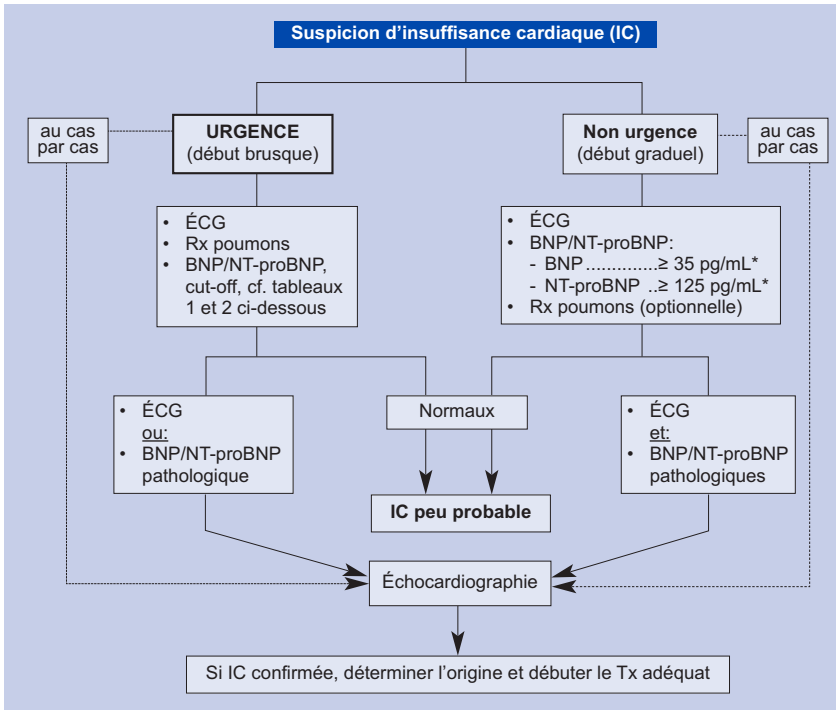 Suspicion d'insuffisance cardiaque (IC)
au cas
par cas
URGENCE
(début brusque)
Non urgence
(début graduel)
au cas
par cas
• ÉCG
• Rx poumons
• BNP/NT-proBNP,
cut-off, cf. tableaux
1 et 2 ci-dessous
• ÉCG
• BNP/NT-proBNP:
- BNP ..............≥ 35 pg/mL*
- NT-proBNP ..≥ 125 pg/mL*
• Rx poumons (optionnelle)
• ÉCG
ou:
• BNP/NT-proBNP
pathologique
Normaux
• ÉCG
et:
• BNP/NT-proBNP
pathologiques
IC peu probable
Échocardiographie
Si IC confirmée, déterminer l'origine et débuter le Tx adéquat